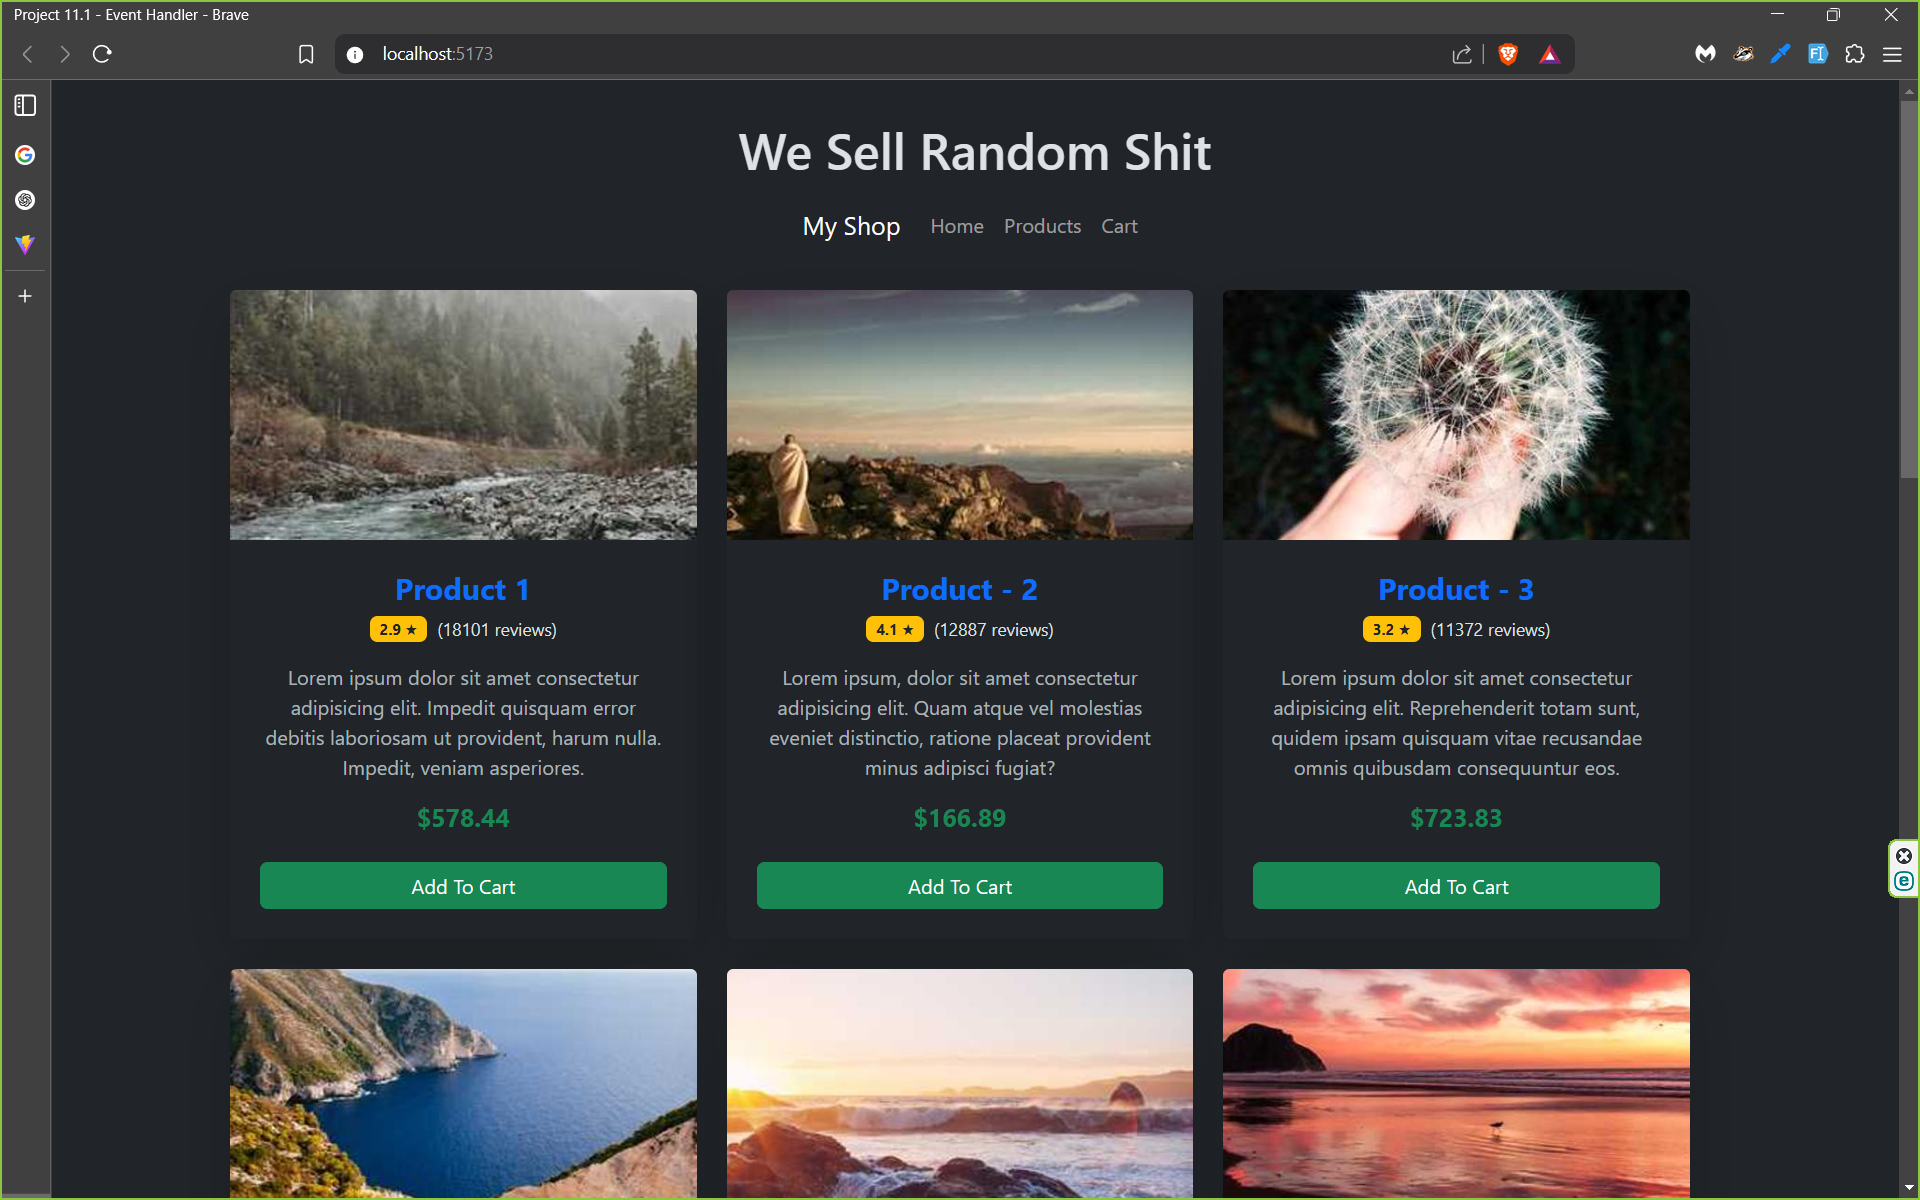 Project 11.1 - Event Handler - Brave
localhost:5173
We Sell Random Shit
My Shop Home Products Cart
Product 1
2.9 ★ (18101 reviews)
Lorem ipsum dolor sit amet consectetur
adipisicing elit. Impedit quisquam error
debitis laboriosam ut provident, harum nulla.
Impedit, veniam asperiores.
$578.44
Add To Cart
Product - 2
4.1 ★ (12887 reviews)
Lorem ipsum, dolor sit amet consectetur
adipisicing elit. Quam atque vel molestias
eveniet distinctio, ratione placeat provident
minus adipisci fugiat?
$166.89
Add To Cart
Product - 3
3.2 ★ (11372 reviews)
Lorem ipsum dolor sit amet consectetur
adipisicing elit. Reprehenderit totam sunt,
quidem ipsam quisquam vitae recusandae
omnis quibusdam consequuntur eos.
$723.83
Add To Cart